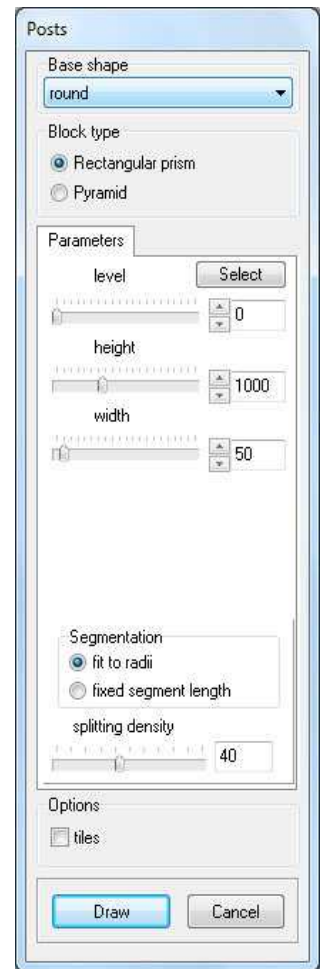 Posts
Base shape
round
Block type
Rectangular prism
Pyramid
Parameters
level Select
0
height
1000
width
50
Segmentation
fit to radii
fixed segment length
splitting density
40
Options
tiles
Draw Cancel